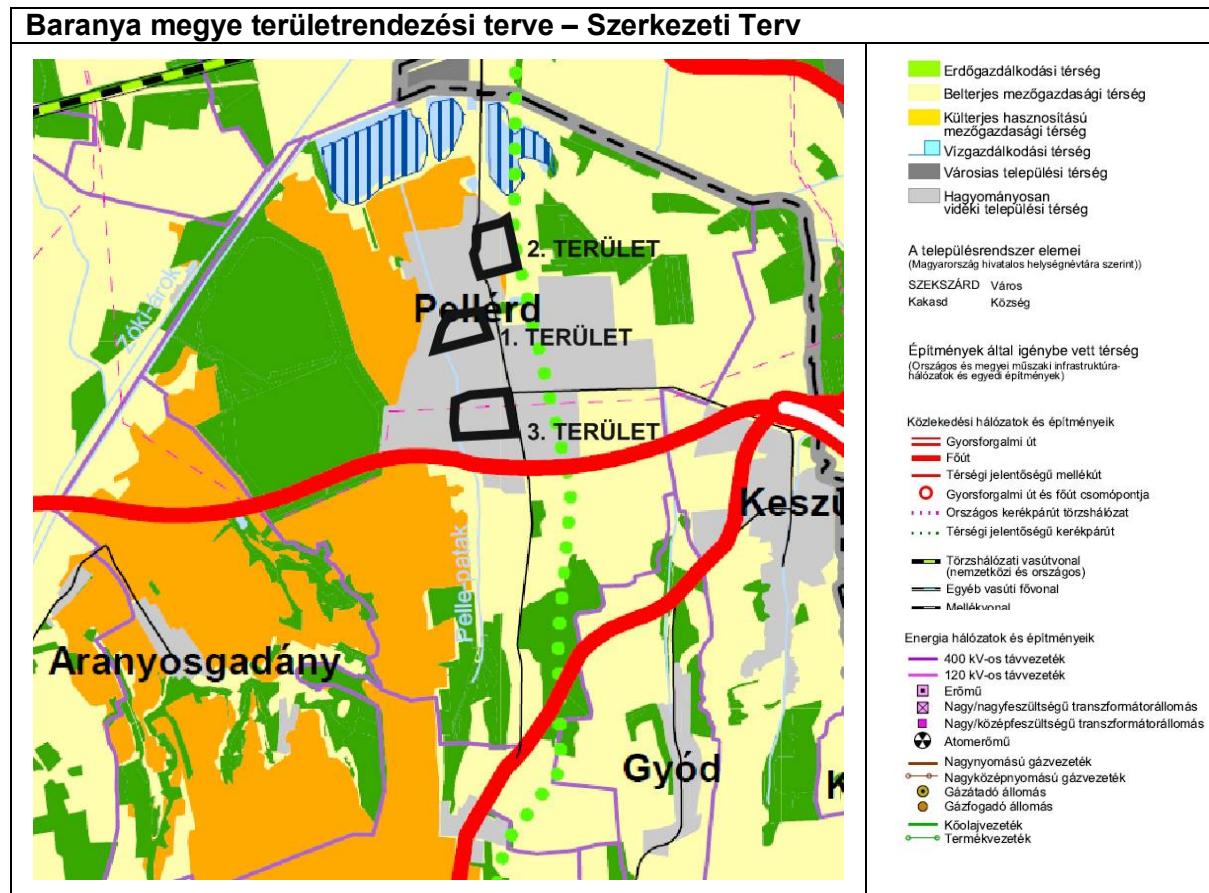 Baranya megye területrendezési terve – Szerkezeti Terv
Zóki-árok
2. TERÜLET
Pellérd
1. TERÜLET
3. TERÜLET
Keszü
Pelle-patak
Aranyosgadány
Gyód
K
Erdőgazdálkodási térség
Belterjes mezőgazdasági térség
Külterjes hasznosítású
mezőgazdasági térség
Vízgazdálkodási térség
Városias települési térség
Hagyományosan
vidéki települési térség
A településrendszer elemei
(Magyarország hivatalos helységnévtára szerint))
SZEKSZÁRD Város
Kakasd Község
Építmények által igénybe vett térség
(Országos és megyei műszaki infrastruktúra-
hálózatok és egyedi építmények)
Közlekedési hálózatok és építményeik
Gyorsforgalmi út
Főút
Térségi jelentőségű mellékút
Gyorsforgalmi út és főút csomópontja
Országos kerékpárút törzshálózat
Térségi jelentőségű kerékpárút
Törzshálózati vasútvonal
(nemzetközi és országos)
Egyéb vasúti fővonal
Mellékvonal
Energia hálózatok és építményeik
400 kV-os távvezeték
120 kV-os távvezeték
Erőmű
Nagy/nagyfeszültségű transzformátorállomás
Nagy/középfeszültségű transzformátorállomás
Atomerőmű
Nagynyomású gázvezeték
Nagyközépnyomású gázvezeték
Gázátadó állomás
Gázfogadó állomás
Kőolajvezeték
Termékvezeték